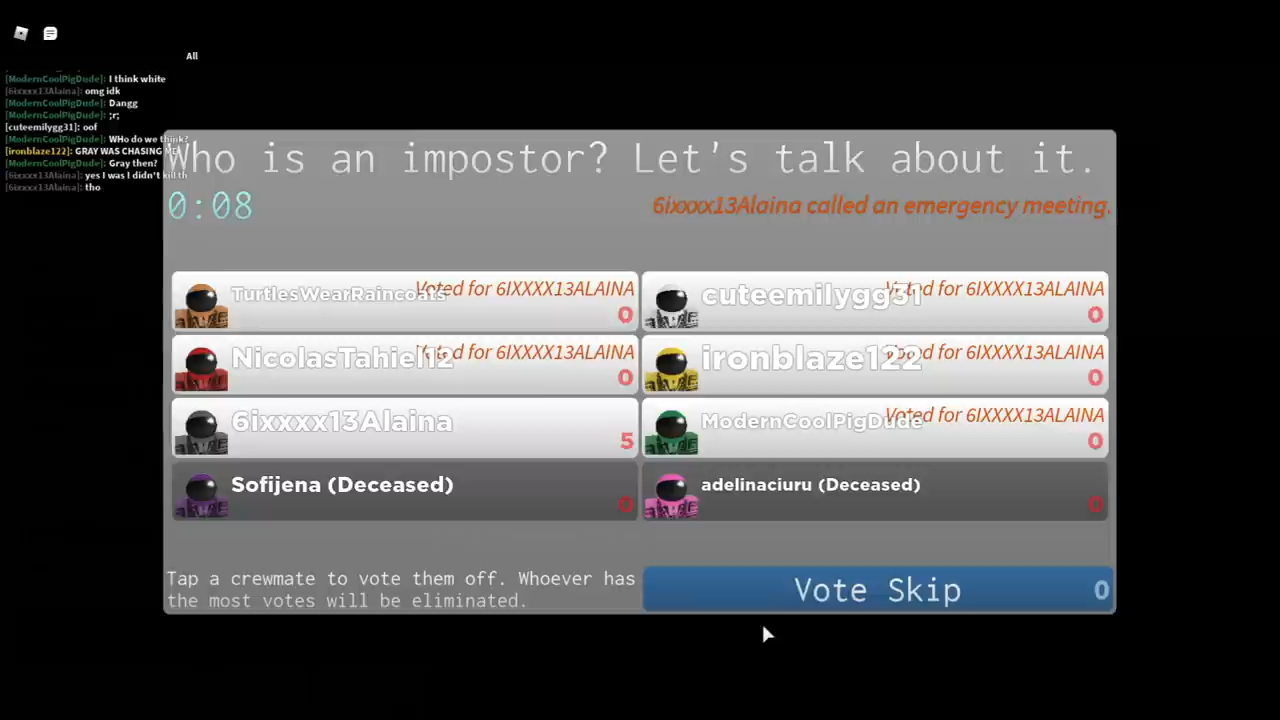 All
[ModernCoolPigDude]: I think white
[6ixxxx13Alaina]: omg idk
[ModernCoolPigDude]: Dangg
[ModernCoolPigDude]: ;r;
[cuteemilygg31]: oof
[ModernCoolPigDude]: WHo do we think?
[ironblaze122]: GRAY WAS CHASING ME
[ModernCoolPigDude]: Gray then?
[6ixxxx13Alaina]: yes I was I didn't kill th
[6ixxxx13Alaina]: tho
Who is an impostor? Let's talk about it.
0:08
6ixxxx13Alaina called an emergency meeting.
TurtlesWearRaincoats
Voted for 6IXXXX13ALAINA
0
cuteemilygg31
Voted for 6IXXXX13ALAINA
0
NicolasTahiel12
Voted for 6IXXXX13ALAINA
0
ironblaze122
Voted for 6IXXXX13ALAINA
0
6ixxxx13Alaina
5
ModernCoolPigDude
Voted for 6IXXXX13ALAINA
0
Sofijena (Deceased)
0
adelinaciuru (Deceased)
0
Tap a crewmate to vote them off. Whoever has
the most votes will be eliminated.
Vote Skip
0